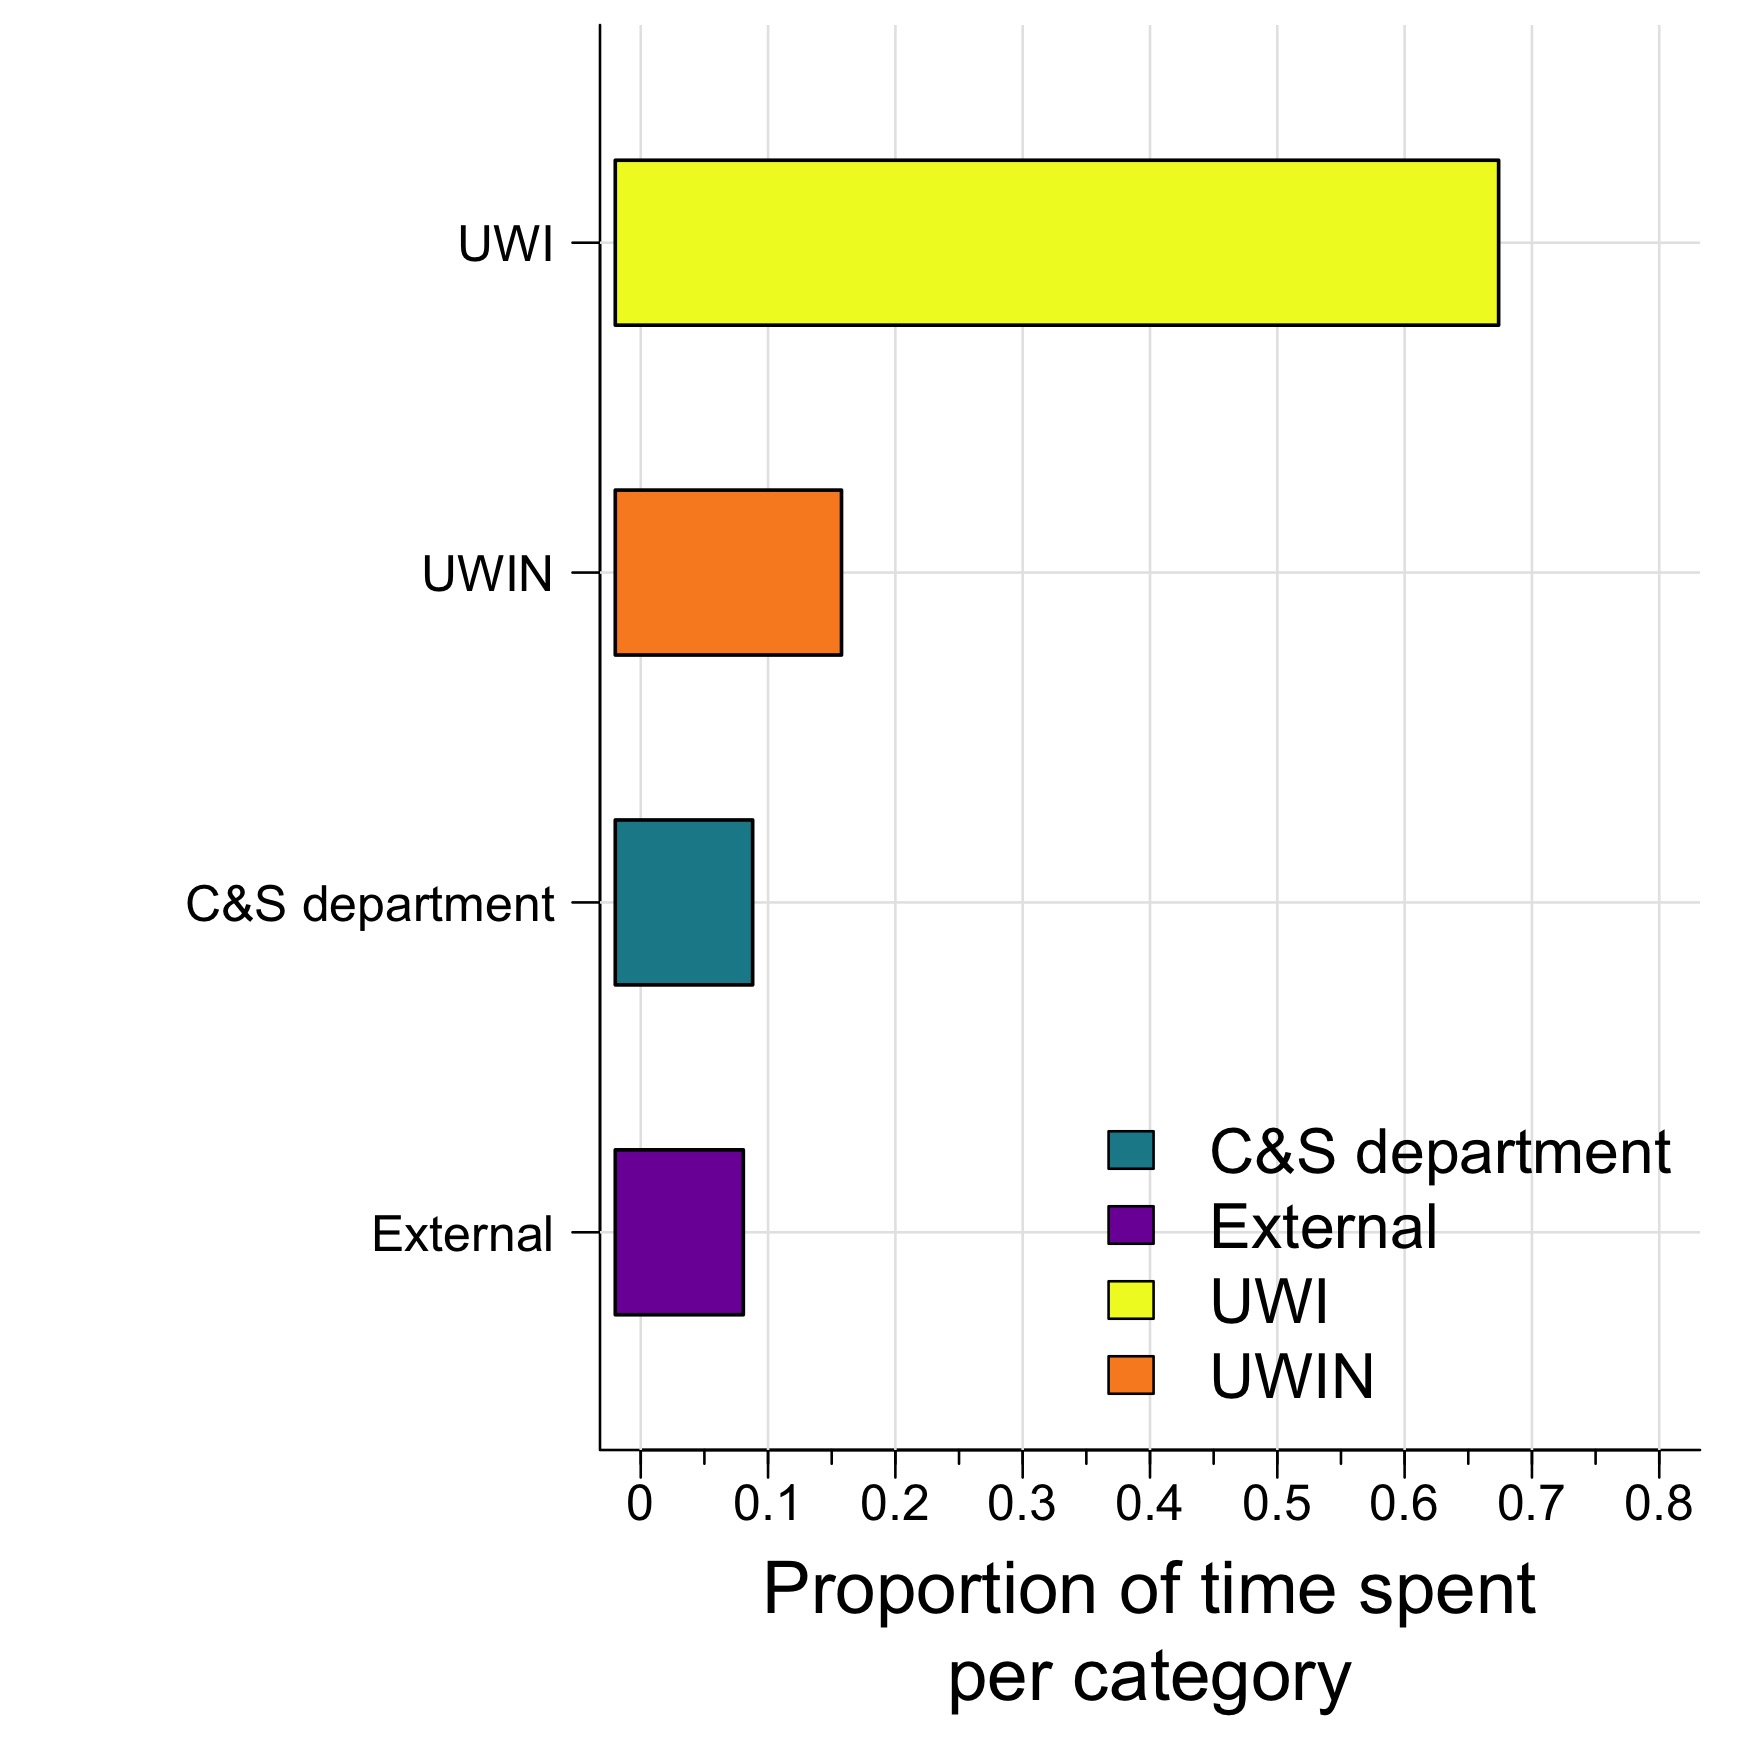 UWI
UWIN
C&S department
External
C&S department
External
UWI
UWIN
0 0.1 0.2 0.3 0.4 0.5 0.6 0.7 0.8
Proportion of time spent
per category